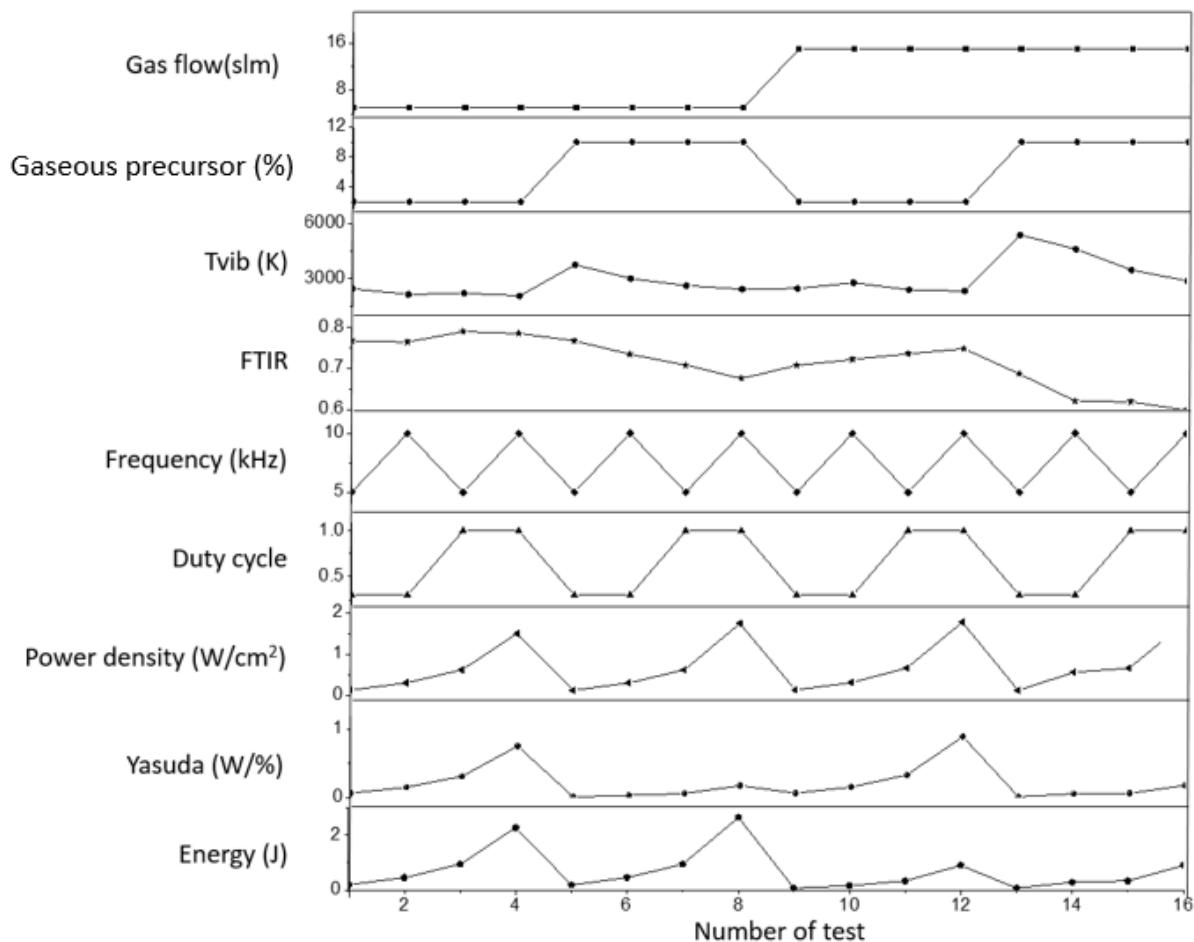 Gas flow(slm)
16
8
Gaseous precursor (%)
12
8
4
Tvib (K)
6000
3000
FTIR
0.8
0.7
0.6
Frequency (kHz)
10
5
Duty cycle
1.0
0.5
Power density (W/cm²)
2
1
0
Yasuda (W/%)
1
0
Energy (J)
2
0
2 4 6 8 10 12 14 16
Number of test